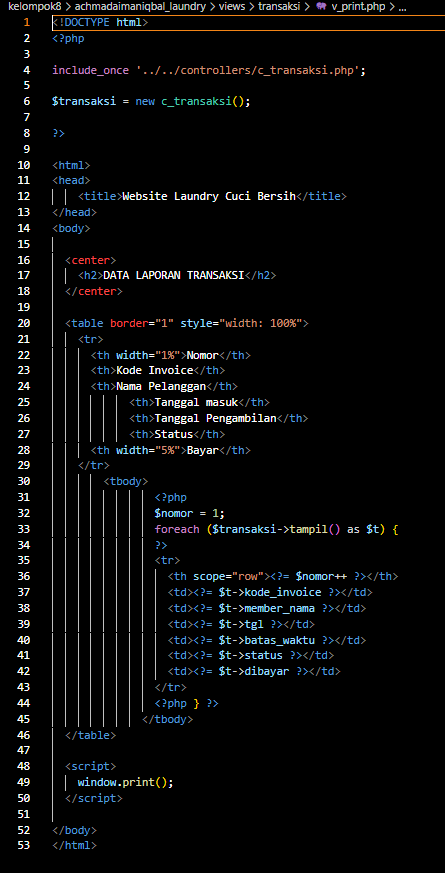 kelompok8 > achmadaimaniqbal_laundry > views > transaksi > v_print.php > ...
1 <!DOCTYPE html>
2 <?php
3
4 include_once '../../controllers/c_transaksi.php';
5
6 $transaksi = new c_transaksi();
7
8 ?>
9
10 <html>
11 <head>
12 <title>Website Laundry Cuci Bersih</title>
13 </head>
14 <body>
15
16 <center>
17 <h2>DATA LAPORAN TRANSAKSI</h2>
18 </center>
19
20 <table border="1" style="width: 100%">
21 <tr>
22 <th width="1%">Nomor</th>
23 <th>Kode Invoice</th>
24 <th>Nama Pelanggan</th>
25 <th>Tanggal masuk</th>
26 <th>Tanggal Pengambilan</th>
27 <th>Status</th>
28 <th width="5%">Bayar</th>
29 </tr>
30 <tbody>
31 <?php
32 $nomor = 1;
33 foreach ($transaksi->tampil() as $t) {
34 ?>
35 <tr>
36 <th scope="row"><?= $nomor++ ?></th>
37 <td><?= $t->kode_invoice ?></td>
38 <td><?= $t->member_nama ?></td>
39 <td><?= $t->tgl ?></td>
40 <td><?= $t->batas_waktu ?></td>
41 <td><?= $t->status ?></td>
42 <td><?= $t->dibayar ?></td>
43 </tr>
44 <?php } ?>
45 </tbody>
46 </table>
47
48 <script>
49 window.print();
50 </script>
51
52 </body>
53 </html>